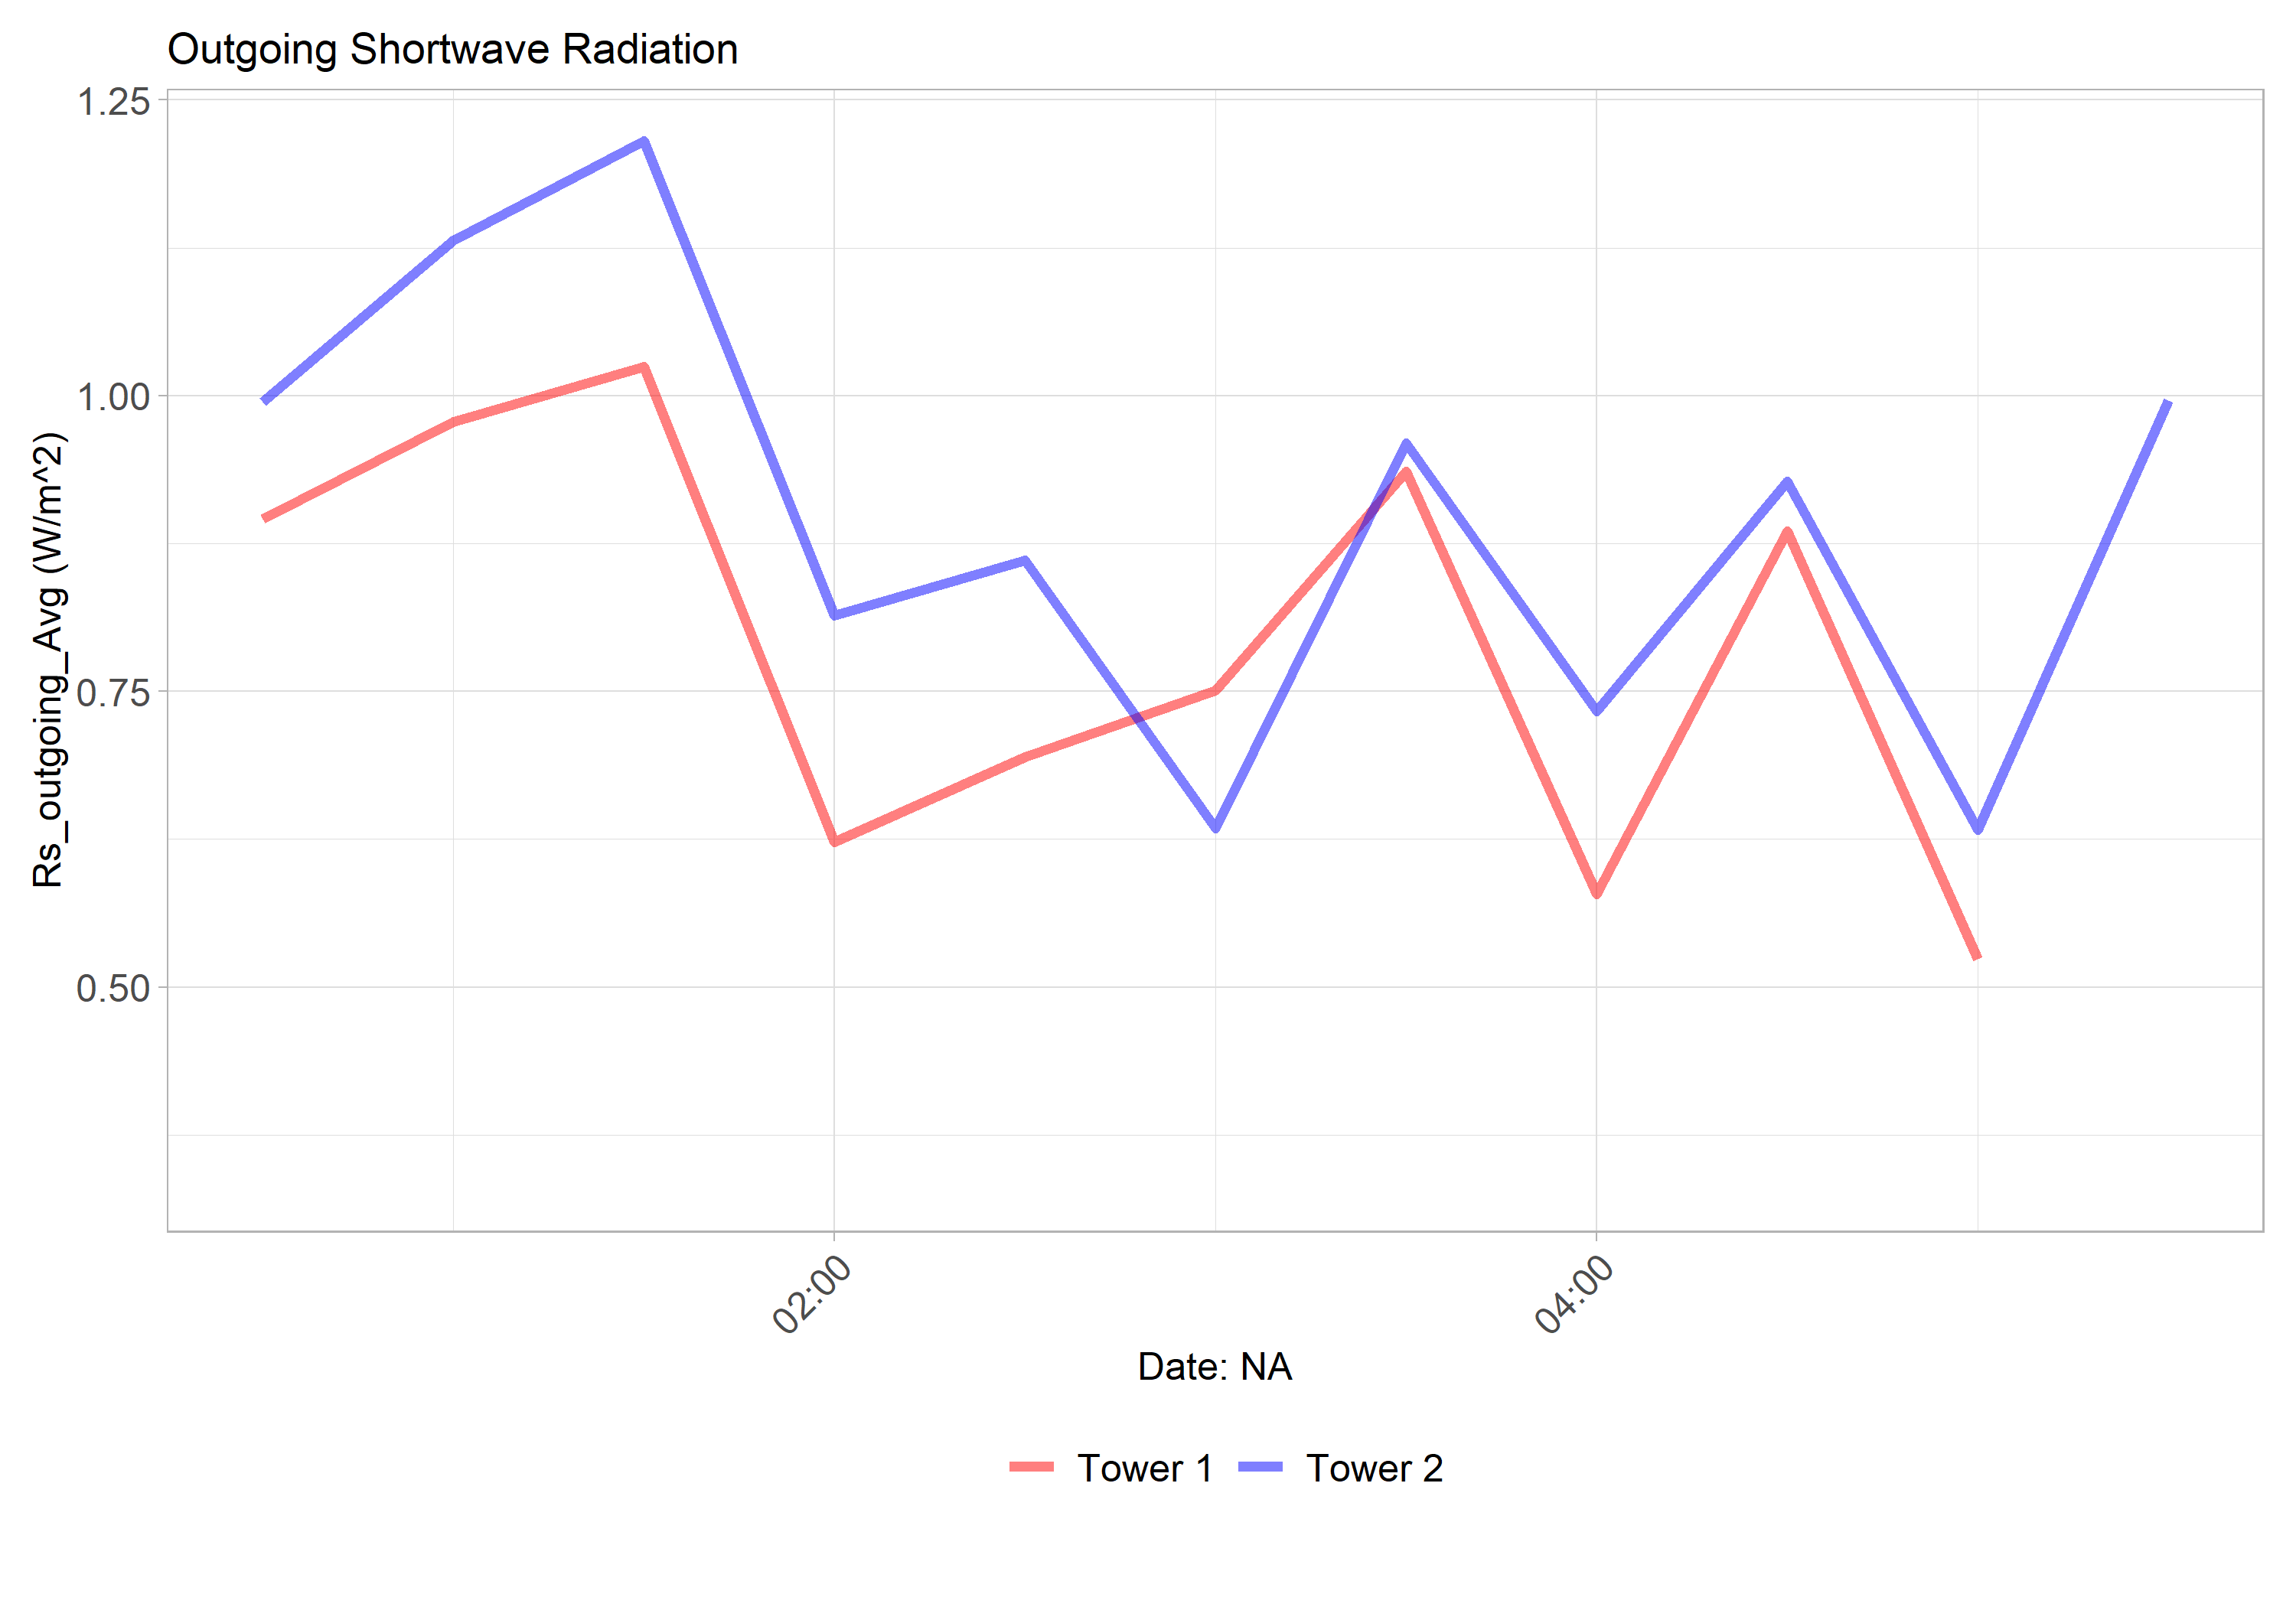 Outgoing Shortwave Radiation
Rs_outgoing_Avg (W/m^2)
1.25
1.00
0.75
0.50
02:00
04:00
Date: NA
Tower 1
Tower 2